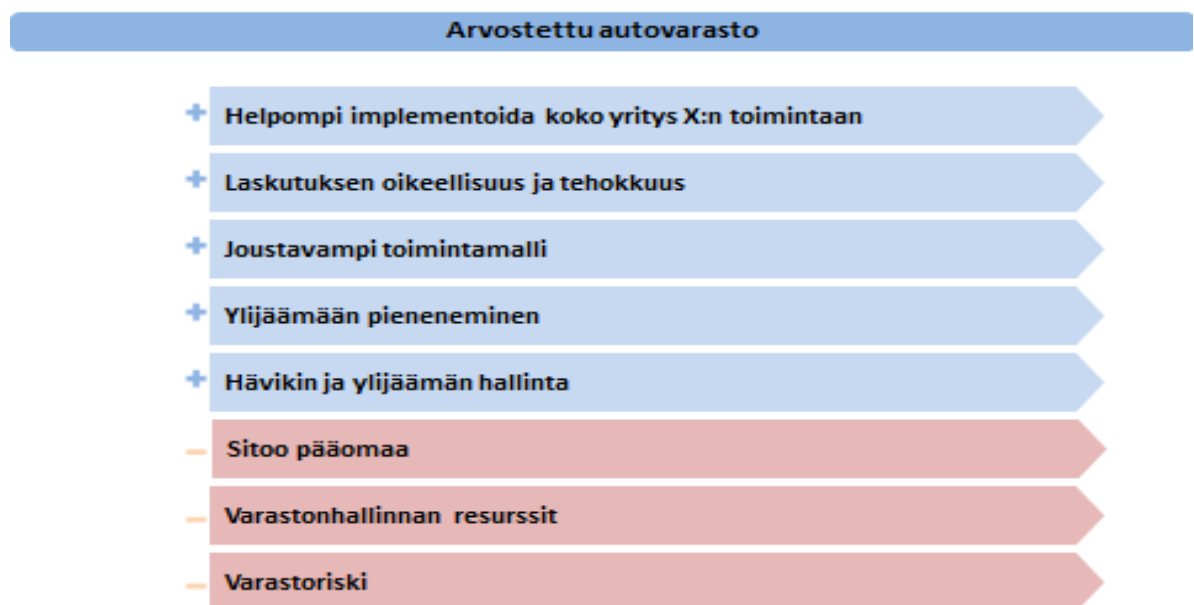 Arvostettu autovarasto
+ Helpompi implementoida koko yritys X:n toimintaan
+ Laskutuksen oikeellisuus ja tehokkuus
+ Joustavampi toimintamalli
+ Ylijäämään pieneneminen
+ Hävikin ja ylijäämän hallinta
– Sitoo pääomaa
– Varastonhallinnan resurssit
– Varastoriski